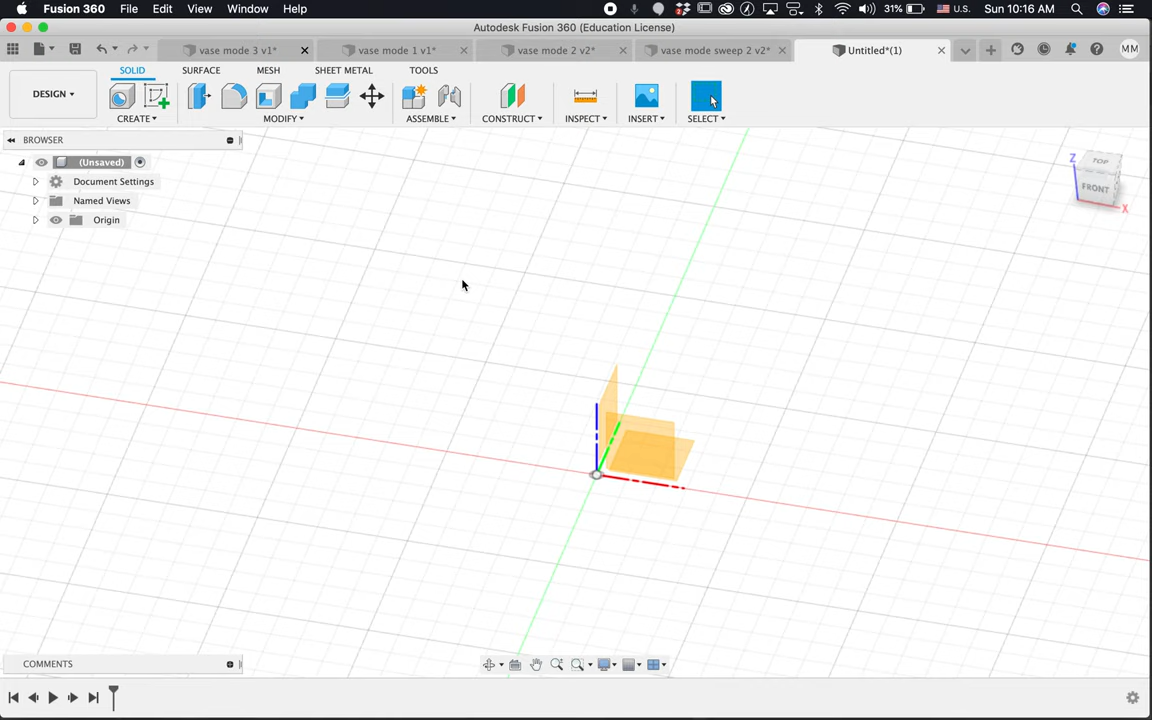 Fusion 360 File Edit View Window Help 31% U.S. Sun 10:16 AM
Autodesk Fusion 360 (Education License)
vase mode 3 v1* vase mode 1 v1* vase mode 2 v2* vase mode sweep 2 v2* Untitled*(1) MM
SOLID SURFACE MESH SHEET METAL TOOLS
DESIGN ▾
CREATE ▾ MODIFY ▾ ASSEMBLE ▾ CONSTRUCT ▾ INSPECT ▾ INSERT ▾ SELECT ▾
BROWSER
(Unsaved)
Document Settings
Named Views
Origin
Z
TOP
FRONT
X
COMMENTS